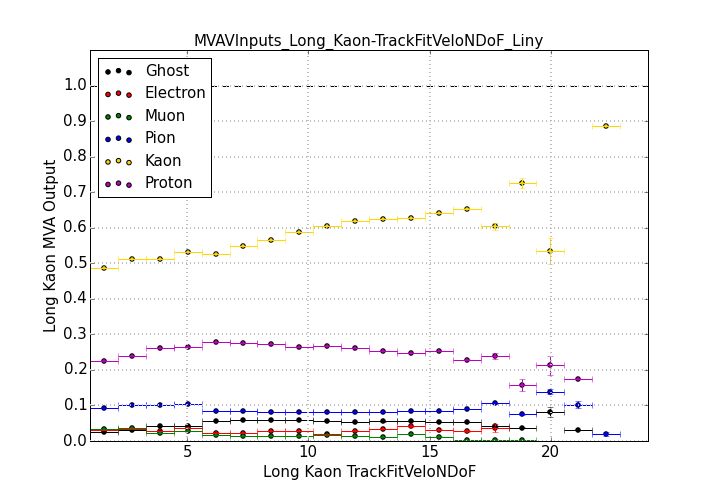 MVAVInputs_Long_Kaon-TrackFitVeloNDoF_Liny
Ghost
Electron
Muon
Pion
Kaon
Proton
Long Kaon MVA Output
1.0
0.9
0.8
0.7
0.6
0.5
0.4
0.3
0.2
0.1
0.0
5
10
15
20
Long Kaon TrackFitVeloNDoF